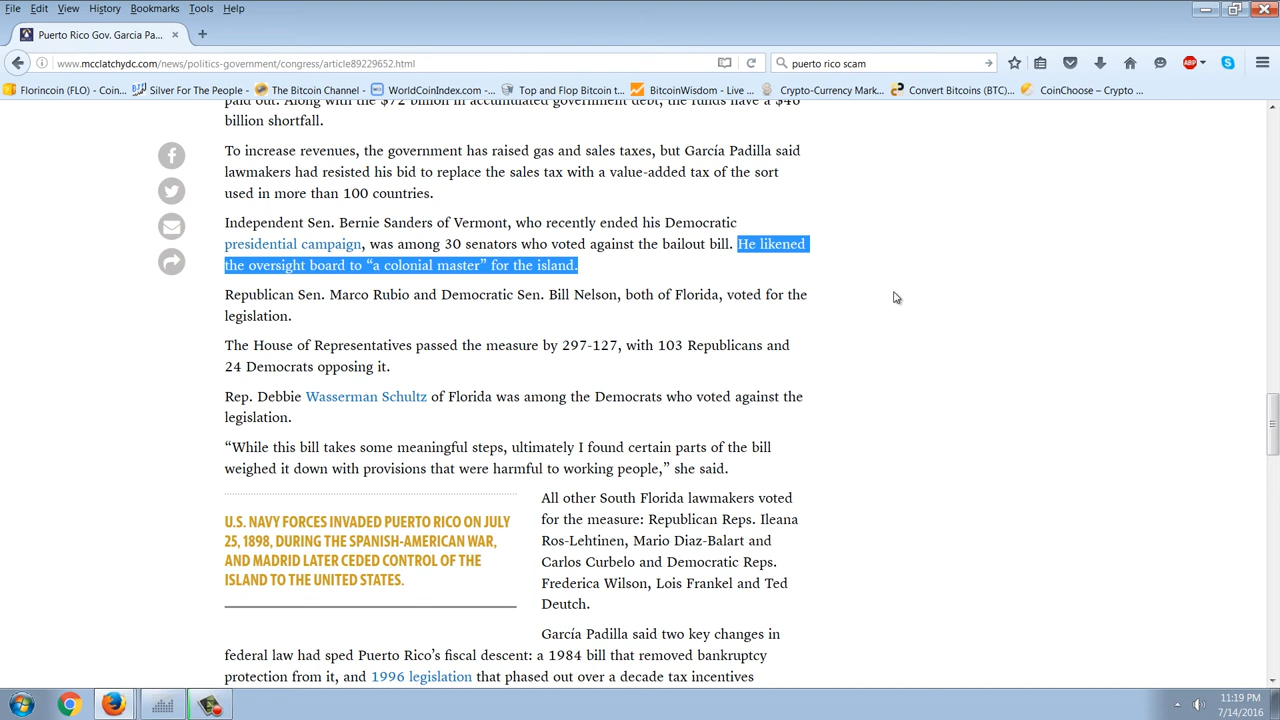 File Edit View History Bookmarks Tools Help
Puerto Rico Gov. Garcia Pa...
www.mcclatchydc.com/news/politics-government/congress/article89229652.html
puerto rico scam
Florincoin (FLO) - Coin... Silver For The People - The Bitcoin Channel - WorldCoinIndex.com -... Top and Flop Bitcoin t... BitcoinWisdom - Live ... Crypto-Currency Mark... Convert Bitcoins (BTC)... CoinChoose – Crypto ...
paid out. Along with the $72 billion in accumulated government debt, the funds have a $46
billion shortfall.
To increase revenues, the government has raised gas and sales taxes, but García Padilla said
lawmakers had resisted his bid to replace the sales tax with a value-added tax of the sort
used in more than 100 countries.
Independent Sen. Bernie Sanders of Vermont, who recently ended his Democratic
presidential campaign, was among 30 senators who voted against the bailout bill. He likened
the oversight board to “a colonial master” for the island.
Republican Sen. Marco Rubio and Democratic Sen. Bill Nelson, both of Florida, voted for the
legislation.
The House of Representatives passed the measure by 297-127, with 103 Republicans and
24 Democrats opposing it.
Rep. Debbie Wasserman Schultz of Florida was among the Democrats who voted against the
legislation.
“While this bill takes some meaningful steps, ultimately I found certain parts of the bill
weighed it down with provisions that were harmful to working people,” she said.
U.S. NAVY FORCES INVADED PUERTO RICO ON JULY
25, 1898, DURING THE SPANISH-AMERICAN WAR,
AND MADRID LATER CEDED CONTROL OF THE
ISLAND TO THE UNITED STATES.
All other South Florida lawmakers voted
for the measure: Republican Reps. Ileana
Ros-Lehtinen, Mario Diaz-Balart and
Carlos Curbelo and Democratic Reps.
Frederica Wilson, Lois Frankel and Ted
Deutch.
García Padilla said two key changes in
federal law had sped Puerto Rico’s fiscal descent: a 1984 bill that removed bankruptcy
protection from it, and 1996 legislation that phased out over a decade tax incentives
11:19 PM
7/14/2016